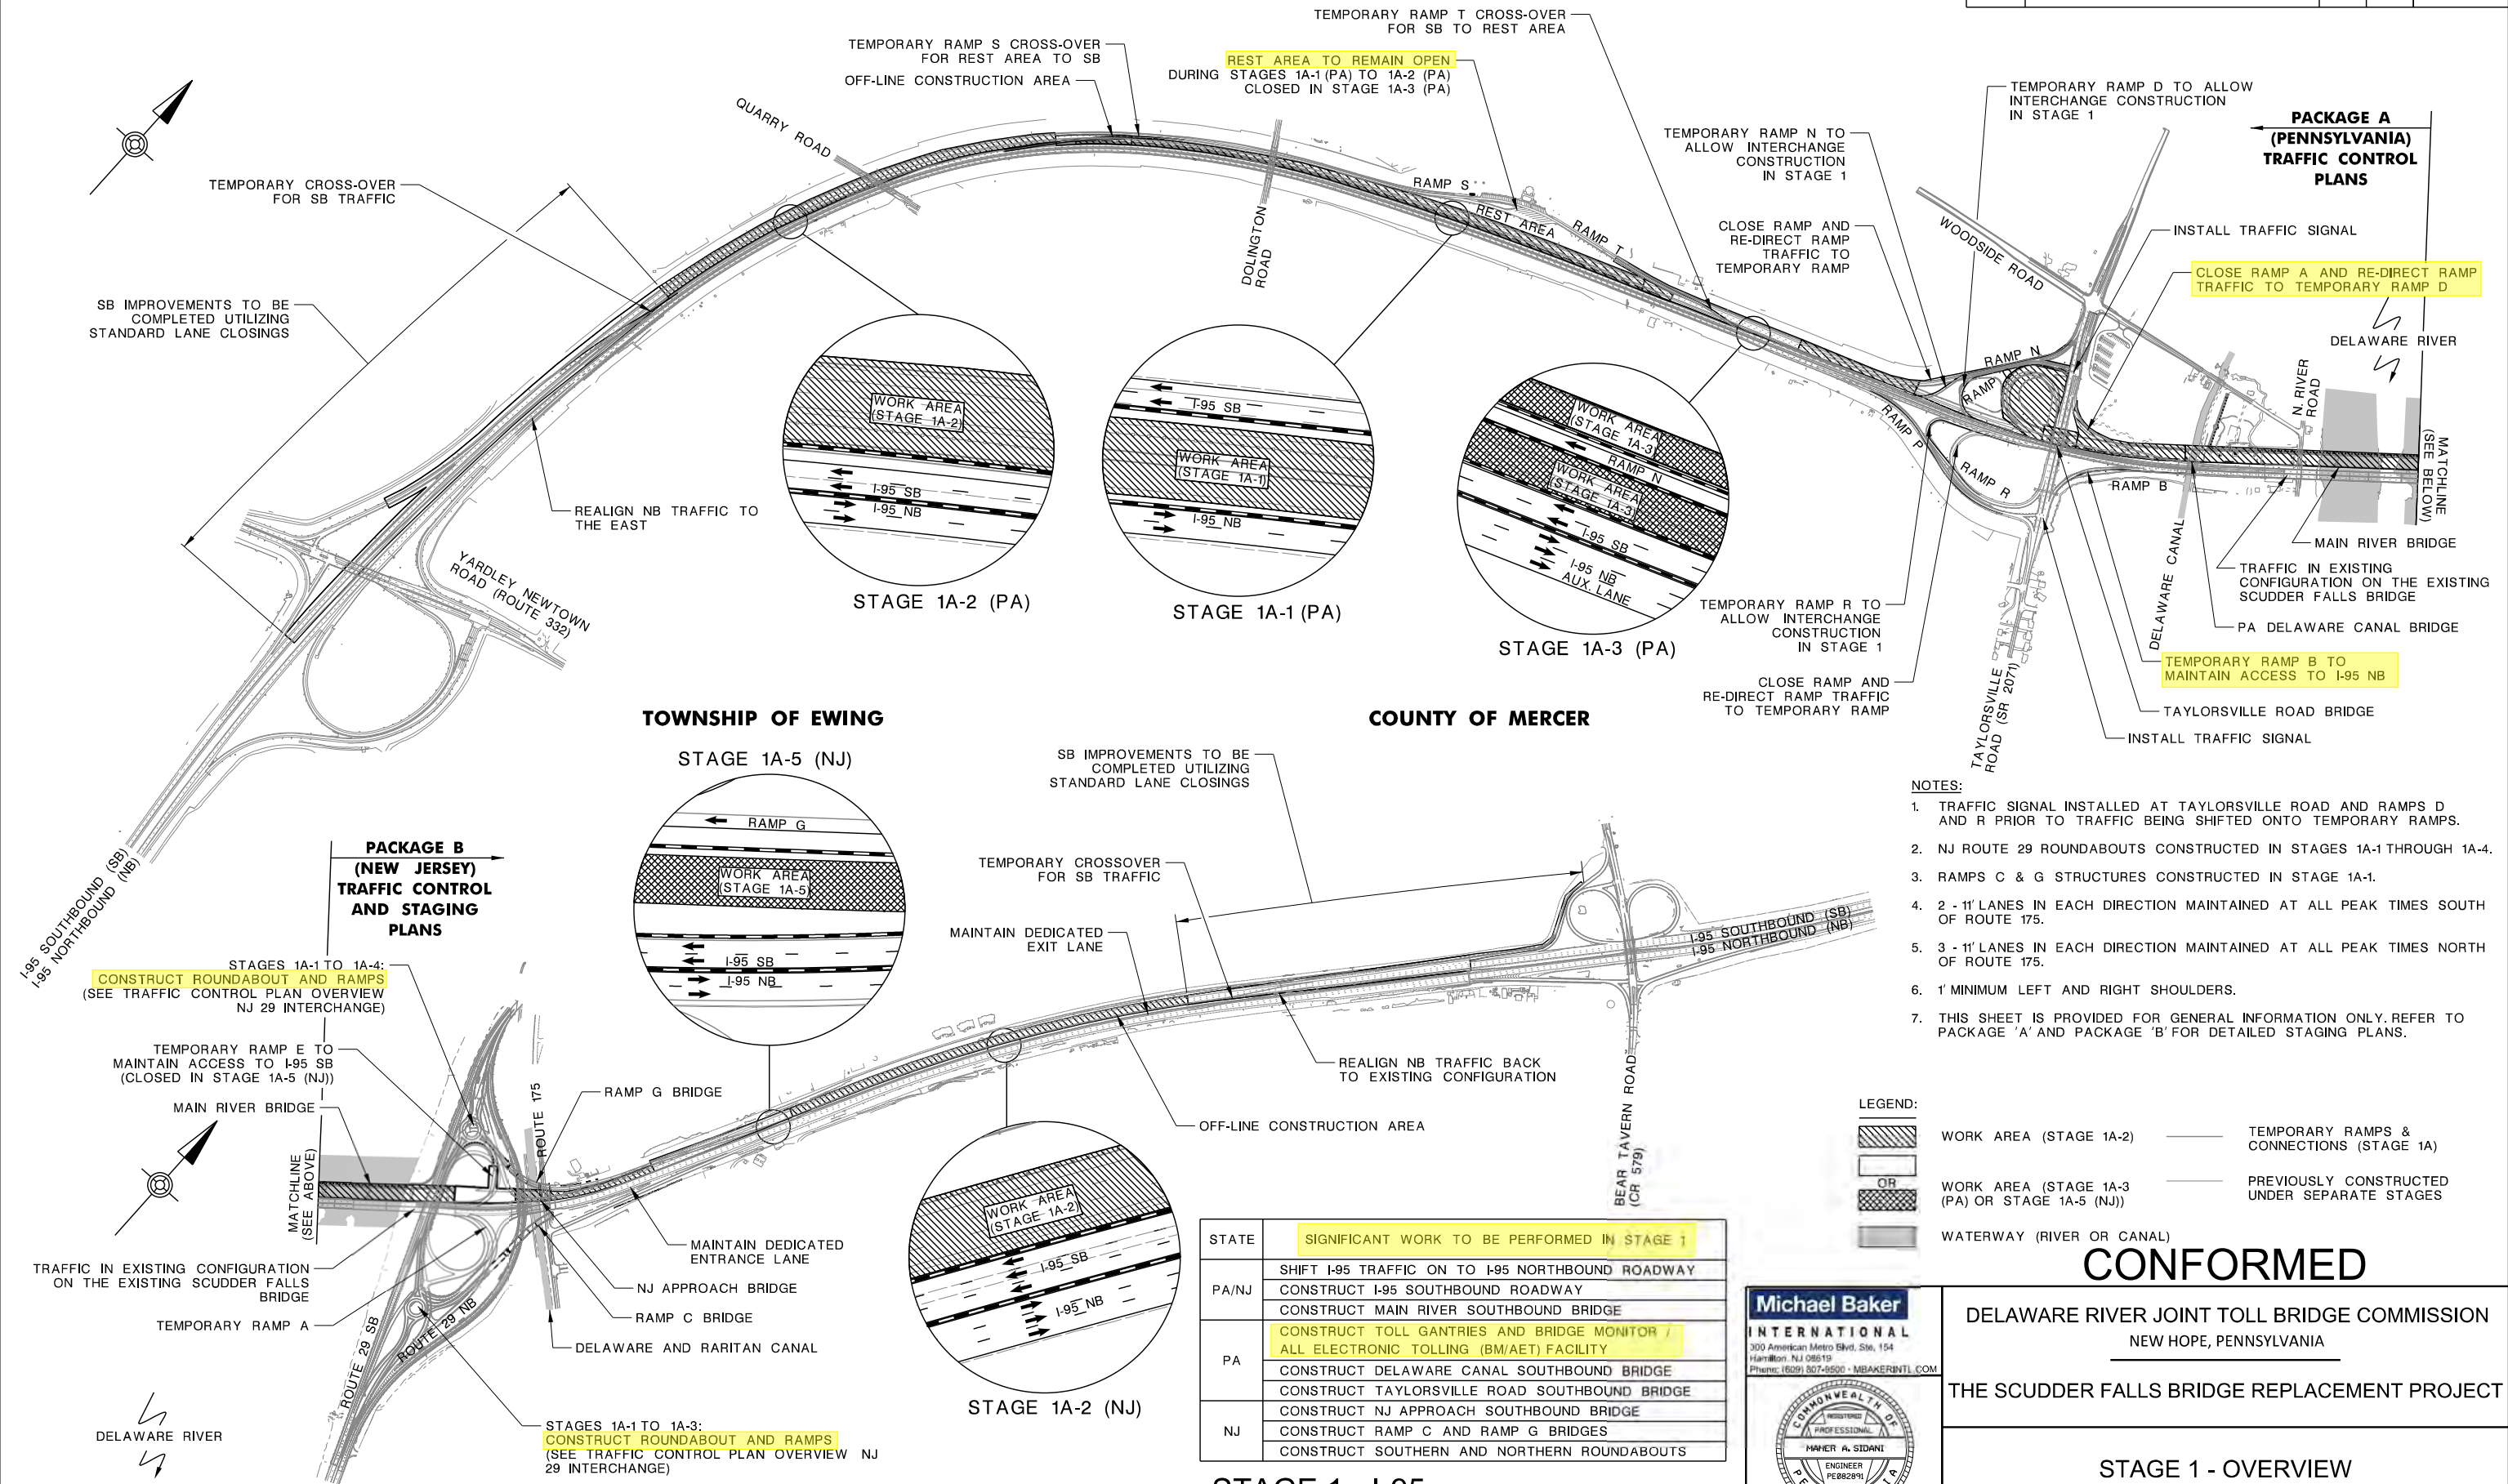 TEMPORARY RAMP T CROSS-OVER
FOR SB TO REST AREA
TEMPORARY RAMP S CROSS-OVER
FOR REST AREA TO SB
OFF-LINE CONSTRUCTION AREA
REST AREA TO REMAIN OPEN
DURING STAGES 1A-1 (PA) TO 1A-2 (PA)
CLOSED IN STAGE 1A-3 (PA)
QUARRY ROAD
TEMPORARY CROSS-OVER
FOR SB TRAFFIC
SB IMPROVEMENTS TO BE
COMPLETED UTILIZING
STANDARD LANE CLOSINGS
DOLINGTON
ROAD
RAMP S
REST AREA
RAMP T
TEMPORARY RAMP N TO
ALLOW INTERCHANGE
CONSTRUCTION
IN STAGE 1
CLOSE RAMP AND
RE-DIRECT RAMP
TRAFFIC TO
TEMPORARY RAMP
TEMPORARY RAMP D TO ALLOW
INTERCHANGE CONSTRUCTION
IN STAGE 1
PACKAGE A
(PENNSYLVANIA)
TRAFFIC CONTROL
PLANS
WOODSIDE ROAD
INSTALL TRAFFIC SIGNAL
CLOSE RAMP A AND RE-DIRECT RAMP
TRAFFIC TO TEMPORARY RAMP D
DELAWARE RIVER
N. RIVER
ROAD
RAMP N
RAMP
RAMP P
RAMP R
RAMP B
MATCHLINE
(SEE BELOW)
MAIN RIVER BRIDGE
TRAFFIC IN EXISTING
CONFIGURATION ON THE EXISTING
SCUDDER FALLS BRIDGE
DELAWARE CANAL
PA DELAWARE CANAL BRIDGE
TEMPORARY RAMP B TO
MAINTAIN ACCESS TO I-95 NB
TAYLORSVILLE ROAD BRIDGE
INSTALL TRAFFIC SIGNAL
TAYLORSVILLE
ROAD (SR 2071)
TEMPORARY RAMP R TO
ALLOW INTERCHANGE
CONSTRUCTION
IN STAGE 1
CLOSE RAMP AND
RE-DIRECT RAMP TRAFFIC
TO TEMPORARY RAMP
REALIGN NB TRAFFIC TO
THE EAST
YARDLEY NEWTOWN
ROAD (ROUTE 332)
I-95 SOUTHBOUND (SB)
I-95 NORTHBOUND (NB)
WORK AREA
(STAGE 1A-2)
I-95 SB
I-95 NB
STAGE 1A-2 (PA)
I-95 SB
WORK AREA
(STAGE 1A-1)
I-95 NB
STAGE 1A-1 (PA)
WORK AREA
(STAGE 1A-3)
RAMP N
WORK AREA
(STAGE 1A-3)
I-95 SB
I-95 NB
AUX. LANE
STAGE 1A-3 (PA)
TOWNSHIP OF EWING
COUNTY OF MERCER
STAGE 1A-5 (NJ)
RAMP G
WORK AREA
(STAGE 1A-5)
I-95 SB
I-95 NB
PACKAGE B
(NEW JERSEY)
TRAFFIC CONTROL
AND STAGING
PLANS
STAGES 1A-1 TO 1A-4:
CONSTRUCT ROUNDABOUT AND RAMPS
(SEE TRAFFIC CONTROL PLAN OVERVIEW
NJ 29 INTERCHANGE)
TEMPORARY RAMP E TO
MAINTAIN ACCESS TO I-95 SB
(CLOSED IN STAGE 1A-5 (NJ))
MAIN RIVER BRIDGE
MATCHLINE
(SEE ABOVE)
TRAFFIC IN EXISTING CONFIGURATION
ON THE EXISTING SCUDDER FALLS
BRIDGE
TEMPORARY RAMP A
DELAWARE RIVER
ROUTE 29 SB
ROUTE 29 NB
STAGES 1A-1 TO 1A-3:
CONSTRUCT ROUNDABOUT AND RAMPS
(SEE TRAFFIC CONTROL PLAN OVERVIEW NJ
29 INTERCHANGE)
ROUTE 175
RAMP G BRIDGE
MAINTAIN DEDICATED
ENTRANCE LANE
NJ APPROACH BRIDGE
RAMP C BRIDGE
DELAWARE AND RARITAN CANAL
SB IMPROVEMENTS TO BE
COMPLETED UTILIZING
STANDARD LANE CLOSINGS
TEMPORARY CROSSOVER
FOR SB TRAFFIC
MAINTAIN DEDICATED
EXIT LANE
I-95 SOUTHBOUND (SB)
I-95 NORTHBOUND (NB)
REALIGN NB TRAFFIC BACK
TO EXISTING CONFIGURATION
OFF-LINE CONSTRUCTION AREA
BEAR TAVERN ROAD
(CR 579)
WORK AREA
(STAGE 1A-2)
I-95 SB
I-95 NB
STAGE 1A-2 (NJ)
NOTES:
1. TRAFFIC SIGNAL INSTALLED AT TAYLORSVILLE ROAD AND RAMPS D
AND R PRIOR TO TRAFFIC BEING SHIFTED ONTO TEMPORARY RAMPS.
2. NJ ROUTE 29 ROUNDABOUTS CONSTRUCTED IN STAGES 1A-1 THROUGH 1A-4.
3. RAMPS C & G STRUCTURES CONSTRUCTED IN STAGE 1A-1.
4. 2 - 11' LANES IN EACH DIRECTION MAINTAINED AT ALL PEAK TIMES SOUTH
OF ROUTE 175.
5. 3 - 11' LANES IN EACH DIRECTION MAINTAINED AT ALL PEAK TIMES NORTH
OF ROUTE 175.
6. 1' MINIMUM LEFT AND RIGHT SHOULDERS.
7. THIS SHEET IS PROVIDED FOR GENERAL INFORMATION ONLY. REFER TO
PACKAGE 'A' AND PACKAGE 'B' FOR DETAILED STAGING PLANS.
LEGEND:
WORK AREA (STAGE 1A-2)
OR
WORK AREA (STAGE 1A-3
(PA) OR STAGE 1A-5 (NJ))
WATERWAY (RIVER OR CANAL)
TEMPORARY RAMPS &
CONNECTIONS (STAGE 1A)
PREVIOUSLY CONSTRUCTED
UNDER SEPARATE STAGES
STATE SIGNIFICANT WORK TO BE PERFORMED IN STAGE 1
PA/NJ
SHIFT I-95 TRAFFIC ON TO I-95 NORTHBOUND ROADWAY
CONSTRUCT I-95 SOUTHBOUND ROADWAY
CONSTRUCT MAIN RIVER SOUTHBOUND BRIDGE
PA
CONSTRUCT TOLL GANTRIES AND BRIDGE MONITOR /
ALL ELECTRONIC TOLLING (BM/AET) FACILITY
CONSTRUCT DELAWARE CANAL SOUTHBOUND BRIDGE
CONSTRUCT TAYLORSVILLE ROAD SOUTHBOUND BRIDGE
NJ
CONSTRUCT NJ APPROACH SOUTHBOUND BRIDGE
CONSTRUCT RAMP C AND RAMP G BRIDGES
CONSTRUCT SOUTHERN AND NORTHERN ROUNDABOUTS
STAGE 1 - I-95
CONFORMED
Michael Baker
INTERNATIONAL
300 American Metro Blvd, Ste. 154
Hamilton, NJ 08619
Phone: (609) 807-9500 - MBAKERINTL.COM
COMMONWEALTH OF
REGISTERED
PROFESSIONAL
MAHER A. SIDANI
ENGINEER
PE082891
DELAWARE RIVER JOINT TOLL BRIDGE COMMISSION
NEW HOPE, PENNSYLVANIA
THE SCUDDER FALLS BRIDGE REPLACEMENT PROJECT
STAGE 1 - OVERVIEW